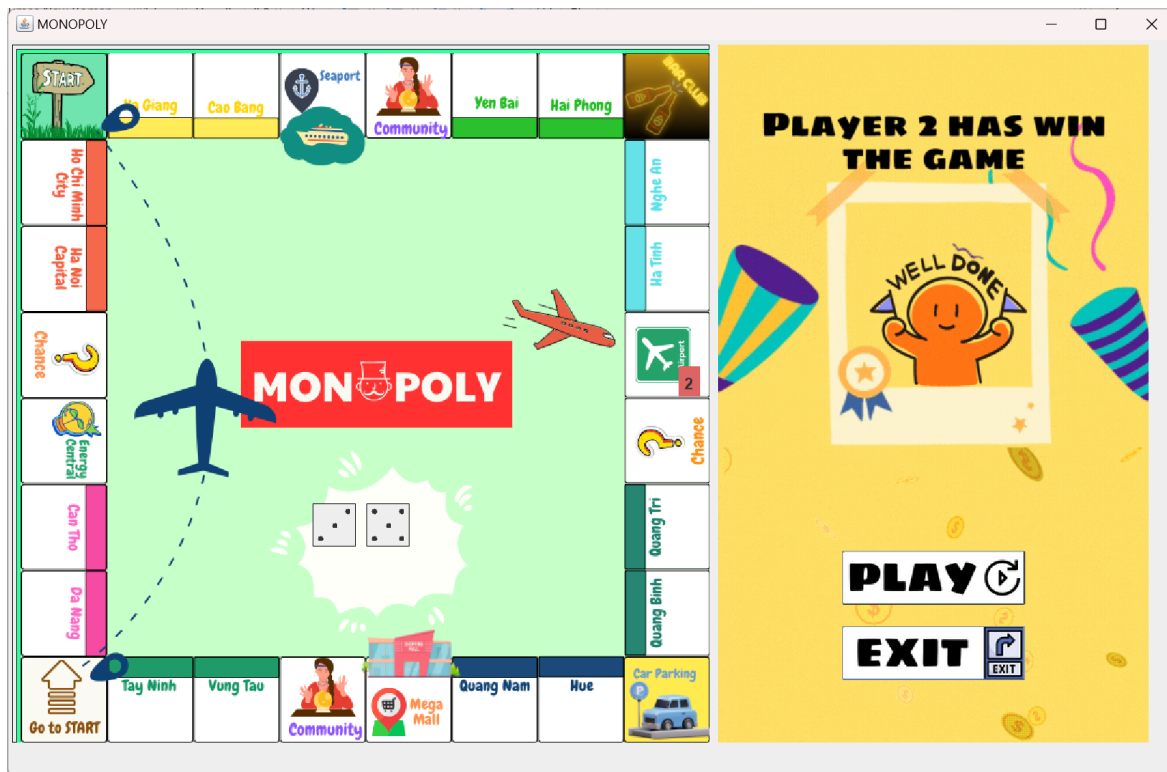 MONOPOLY
START
Ha Giang
Cao Bang
Seaport
Community
Yen Bai
Hai Phong
BAR CLUB
Ho Chi Minh
City
Ha Noi
Capital
Chance
Energy
Central
Can Tho
Da Nang
Go to START
Nghe An
Ha Tinh
Airport
2
Chance
Quang Tri
Quang Binh
MONOPOLY
Tay Ninh
Vung Tau
Community
Mega
Mall
Quang Nam
Hue
Car Parking
P
PLAYER 2 HAS WIN
THE GAME
WELL DONE
PLAY
EXIT
EXIT